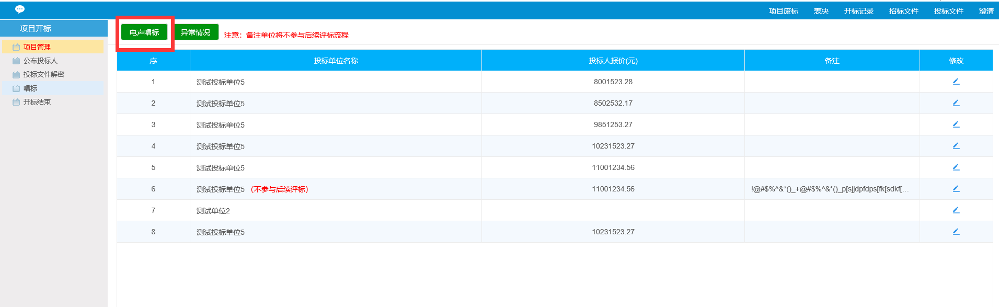 项目废标 表决 开标记录 招标文件 投标文件 澄清
项目开标
项目管理
公布投标人
投标文件解密
唱标
开标结束
电声唱标 异常情况 注意：备注单位将不参与后续评标流程
序 投标单位名称 投标人报价(元) 备注 修改
1 测试投标单位5 8001523.28
2 测试投标单位5 8502532.17
3 测试投标单位5 9851253.27
4 测试投标单位5 10231523.27
5 测试投标单位5 11001234.56
6 测试投标单位5 （不参与后续评标） 11001234.56 !@#$%^&*()_+@#$%^&*()_p[sjjdpfdps[fk[sdkf[...
7 测试单位2
8 测试投标单位5 10231523.27